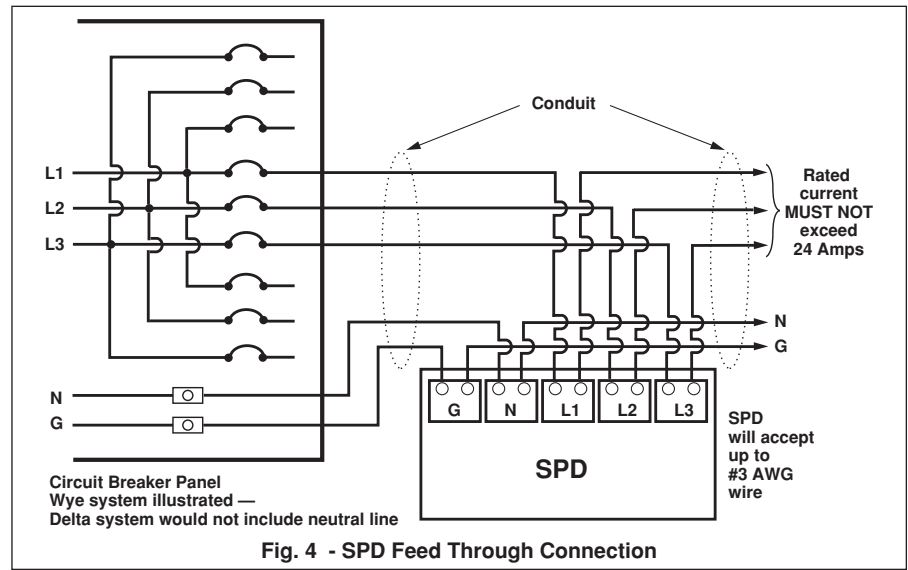 Conduit
L1
L2
L3
Rated
current
MUST NOT
exceed
24 Amps
N
G
N
G
G N L1 L2 L3
SPD
SPD
will accept
up to
#3 AWG
wire
Circuit Breaker Panel
Wye system illustrated —
Delta system would not include neutral line
Fig. 4 - SPD Feed Through Connection